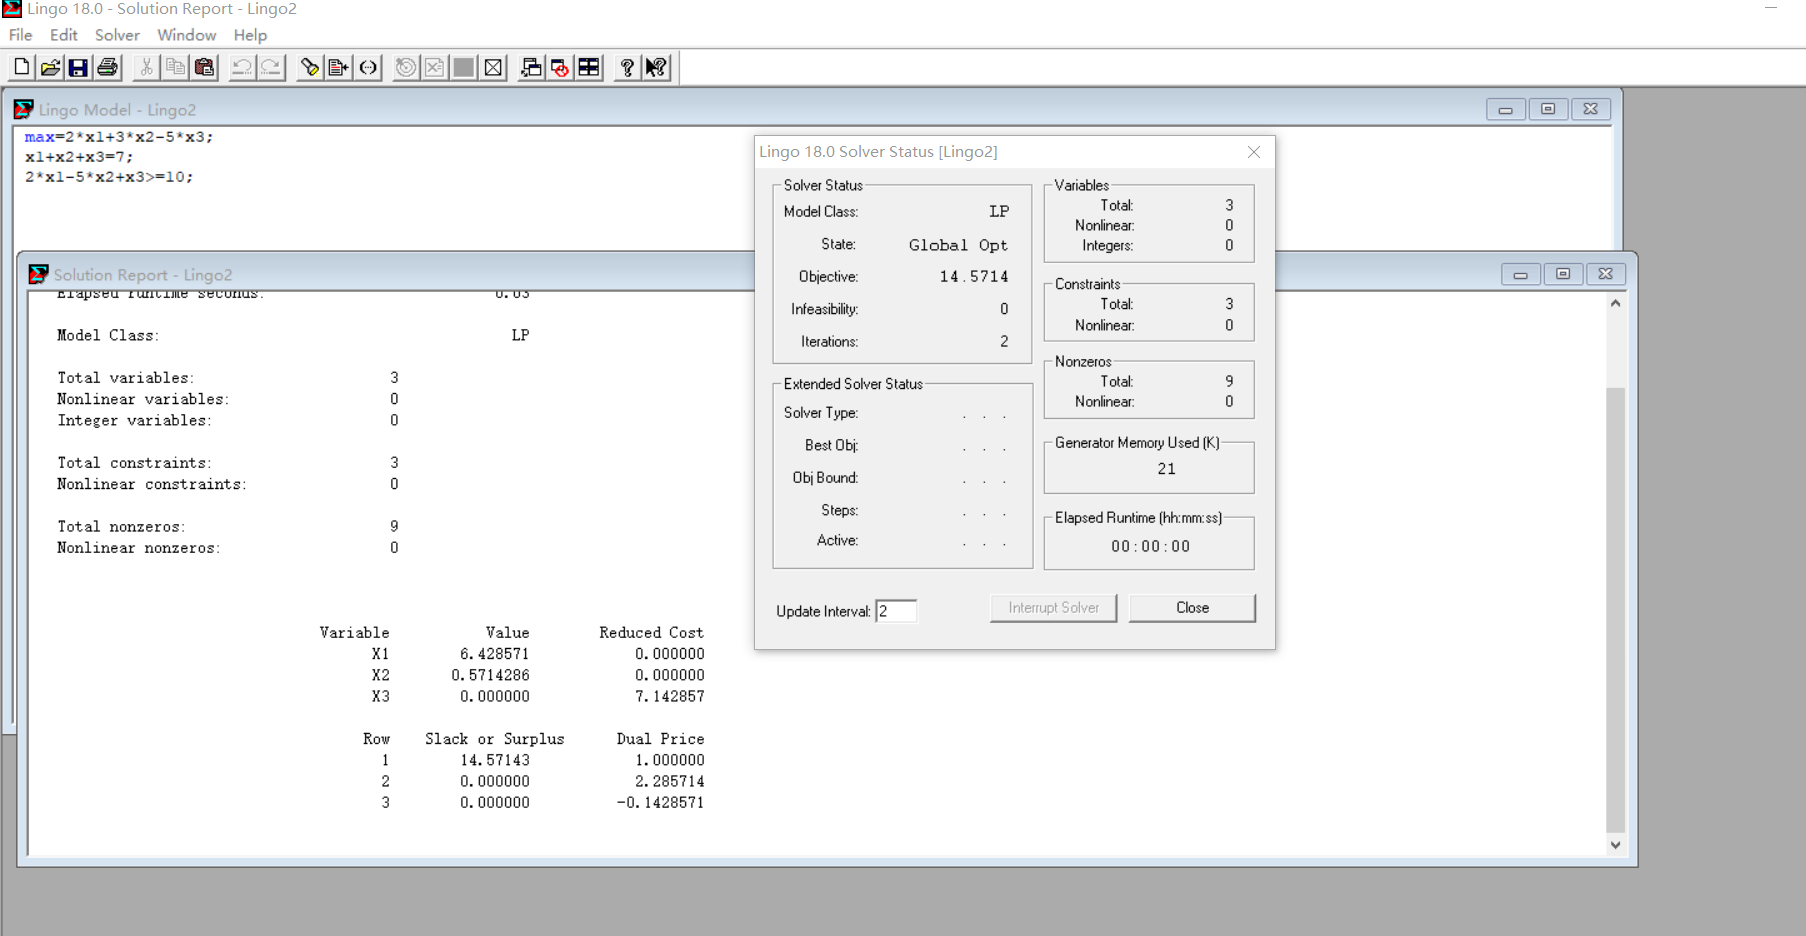 Lingo 18.0 - Solution Report - Lingo2
File Edit Solver Window Help
Lingo Model - Lingo2
max=2*x1+3*x2-5*x3;
x1+x2+x3=7;
2*x1-5*x2+x3>=10;
Solution Report - Lingo2
Elapsed runtime seconds: 0.03
Model Class: LP
Total variables: 3
Nonlinear variables: 0
Integer variables: 0
Total constraints: 3
Nonlinear constraints: 0
Total nonzeros: 9
Nonlinear nonzeros: 0
Variable Value Reduced Cost
X1 6.428571 0.000000
X2 0.5714286 0.000000
X3 0.000000 7.142857
Row Slack or Surplus Dual Price
1 14.57143 1.000000
2 0.000000 2.285714
3 0.000000 -0.1428571
Lingo 18.0 Solver Status [Lingo2]
Solver Status
Model Class: LP
State: Global Opt
Objective: 14.5714
Infeasibility: 0
Iterations: 2
Extended Solver Status
Solver Type: . . .
Best Obj: . . .
Obj Bound: . . .
Steps: . . .
Active: . . .
Variables
Total: 3
Nonlinear: 0
Integers: 0
Constraints
Total: 3
Nonlinear: 0
Nonzeros
Total: 9
Nonlinear: 0
Generator Memory Used (K)
21
Elapsed Runtime (hh:mm:ss)
00:00:00
Update Interval: 2
Interrupt Solver
Close